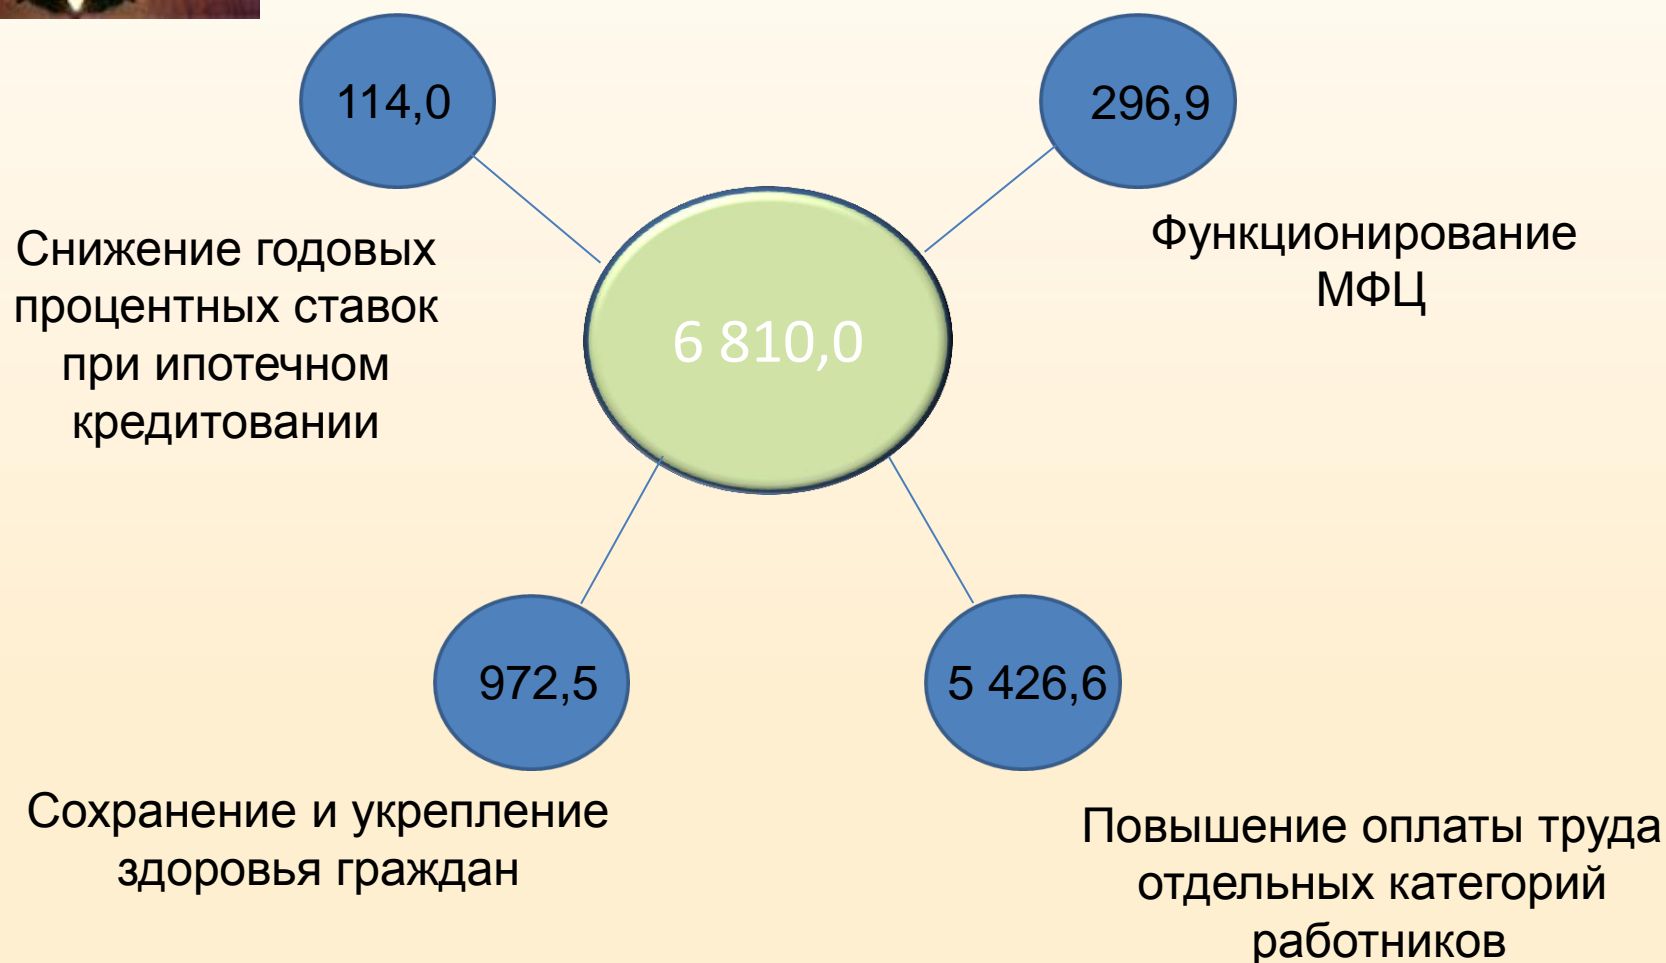 114,0
296,9
Снижение годовых
процентных ставок
при ипотечном
кредитовании
Функционирование
МФЦ
6 810,0
972,5
5 426,6
Сохранение и укрепление
здоровья граждан
Повышение оплаты труда
отдельных категорий
работников